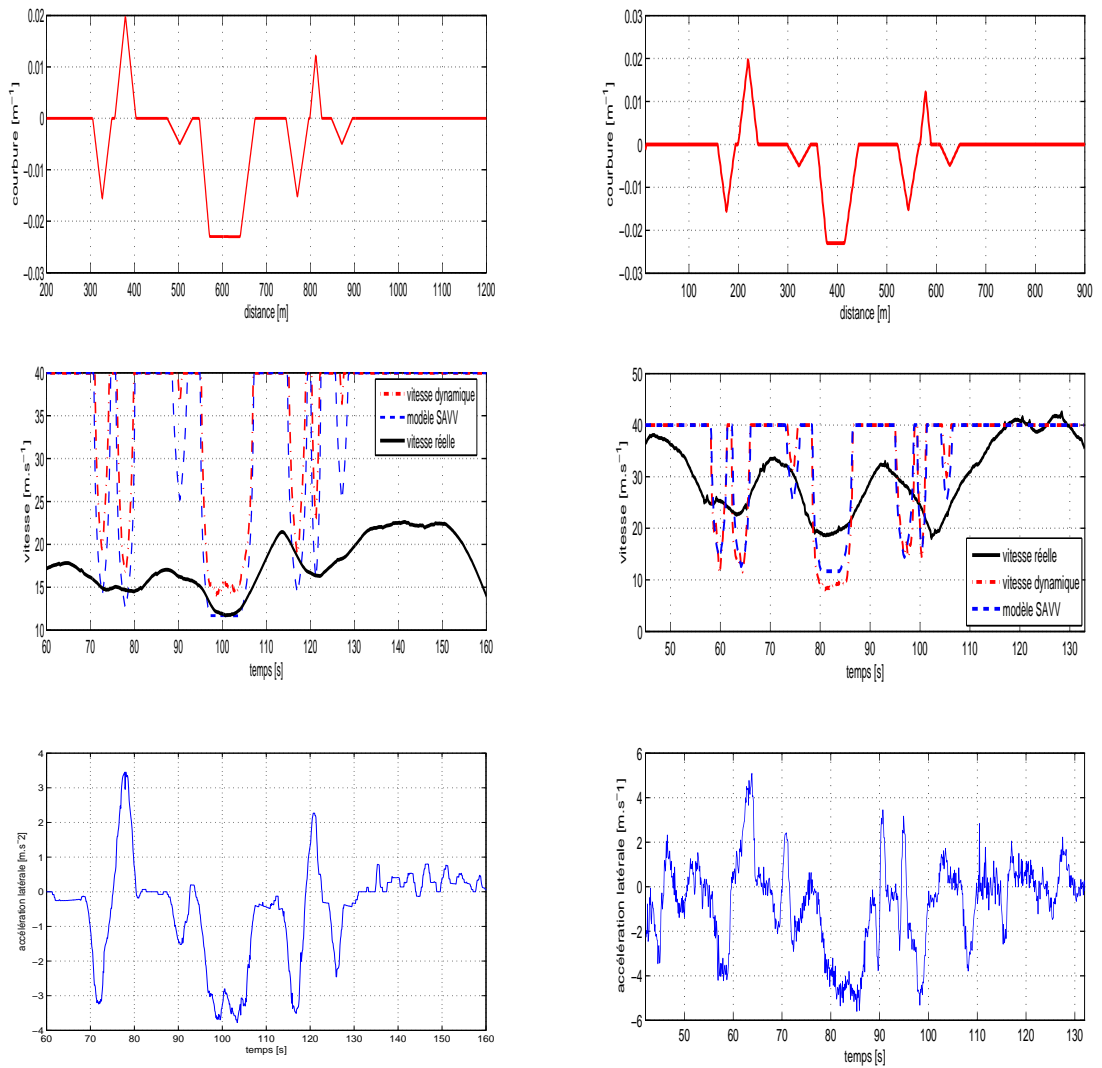 0.02
0.01
0
−0.01
−0.02
−0.03
courbure [m⁻¹]
200 300 400 500 600 700 800 900 1000 1100 1200
distance [m]
0.03
0.02
0.01
0
−0.01
−0.02
−0.03
courbure [m⁻¹]
100 200 300 400 500 600 700 800 900
distance [m]
40
35
30
25
20
15
10
vitesse [m.s⁻¹]
vitesse dynamique
modèle SAVV
vitesse réelle
60 70 80 90 100 110 120 130 140 150 160
temps [s]
50
40
30
20
10
0
vitesse [m.s⁻¹]
vitesse réelle
vitesse dynamique
modèle SAVV
50 60 70 80 90 100 110 120 130
temps [s]
4
3
2
1
0
−1
−2
−3
−4
accélération latérale [m.s⁻2]
60 70 80 90 100 110 120 130 140 150 160
temps [s]
6
4
2
0
−2
−4
−6
accélération latérale [m.s⁻1]
50 60 70 80 90 100 110 120 130
temps [s]